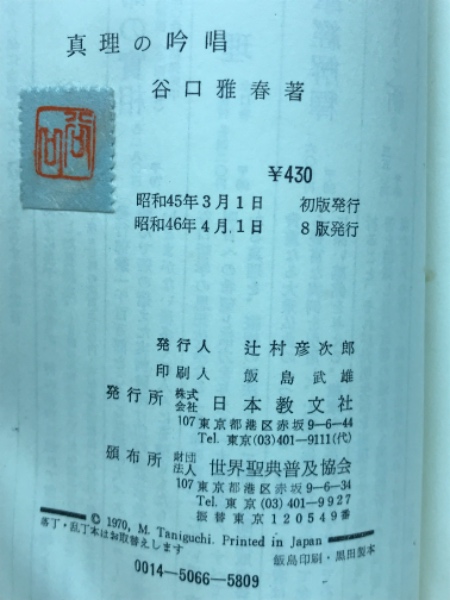 真理の吟唱
谷口雅春著
谷口
¥430
昭和45年3月1日 初版発行
昭和46年4月1日 8版発行
発行人 辻村彦次郎
印刷人 飯島武雄
発行所 株式会社 日本教文社
107 東京都港区赤坂9-6-44
Tel. 東京(03)401-9111(代)
頒布所 財団法人 世界聖典普及協会
107 東京都港区赤坂9-6-34
Tel. 東京(03)401-9927
振替東京120549番
© 1970, M. Taniguchi. Printed in Japan
落丁・乱丁本はお取替えします
飯島印刷・黒田製本
0014-5066-5809